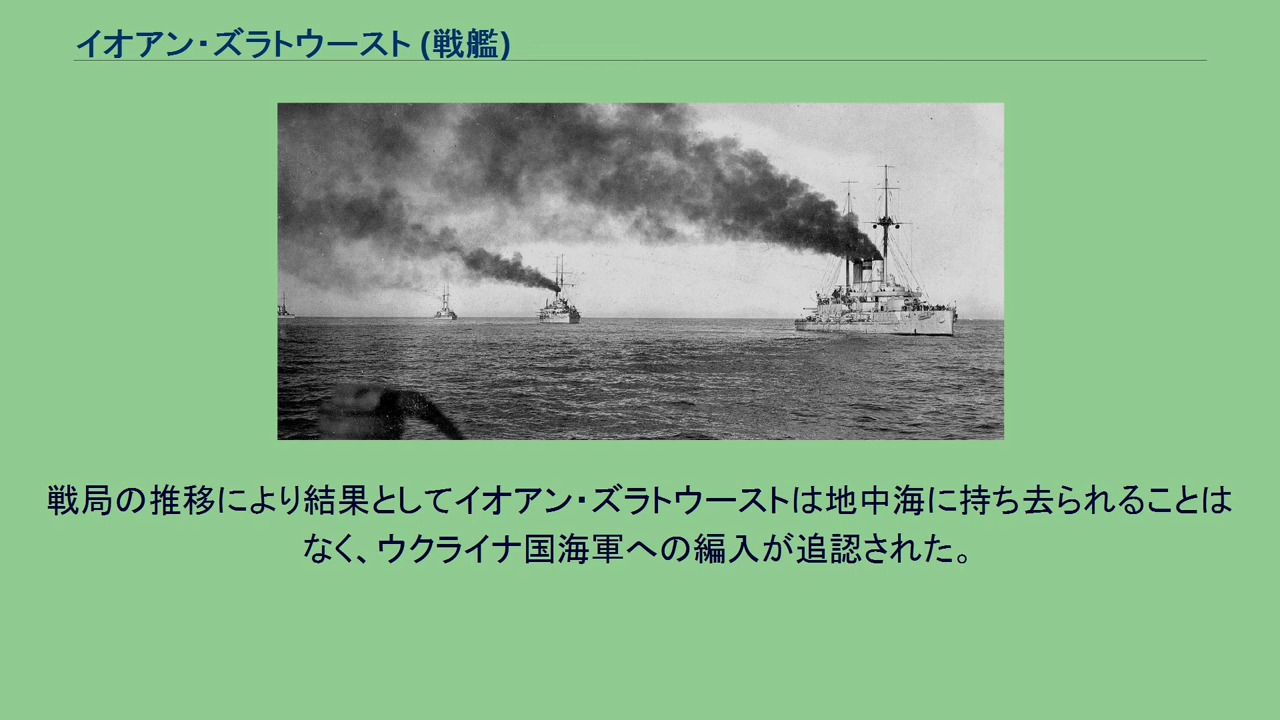 イオアン・ズラトウースト (戦艦)
戦局の推移により結果としてイオアン・ズラトウーストは地中海に持ち去られることは
なく、ウクライナ国海軍への編入が追認された。